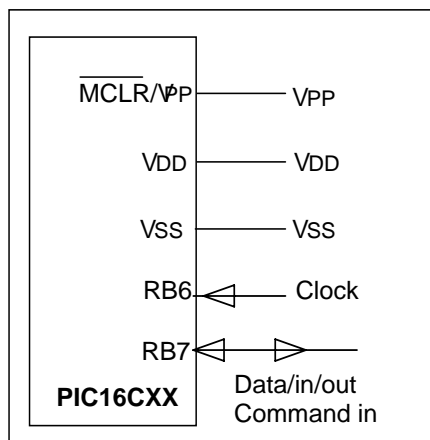 MCLR/VPP VPP
VDD VDD
VSS VSS
RB6 Clock
RB7
Data/in/out
PIC16CXX Command in